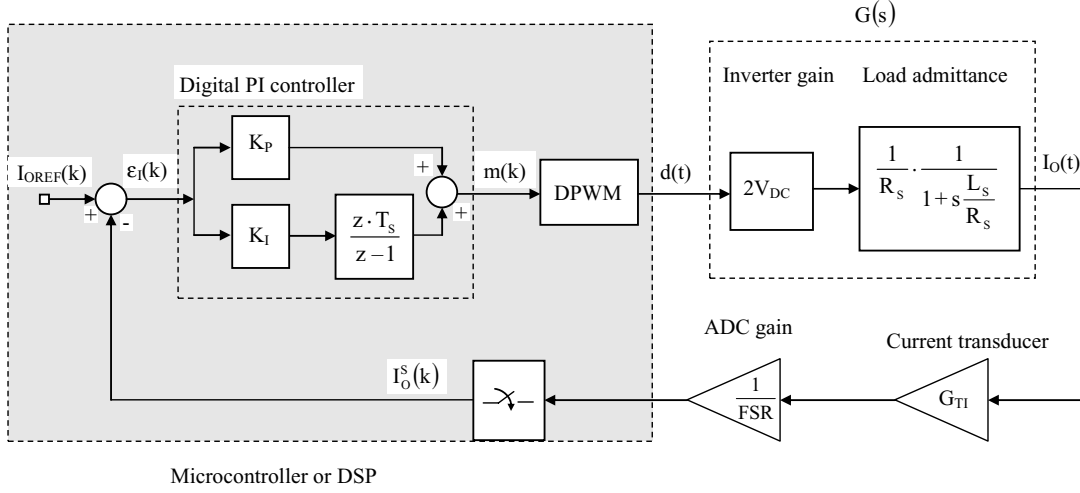 G(s)
Inverter gain
Load admittance
Digital PI controller
K_P
I_OREF(k)
ε_I(k)
+
m(k)
DPWM
d(t)
2V_DC
1/R_S · 1/(1 + s L_S/R_S)
I_O(t)
+
-
+
K_I
z · T_S / z − 1
ADC gain
Current transducer
I_O^S(k)
1/FSR
G_TI
Microcontroller or DSP